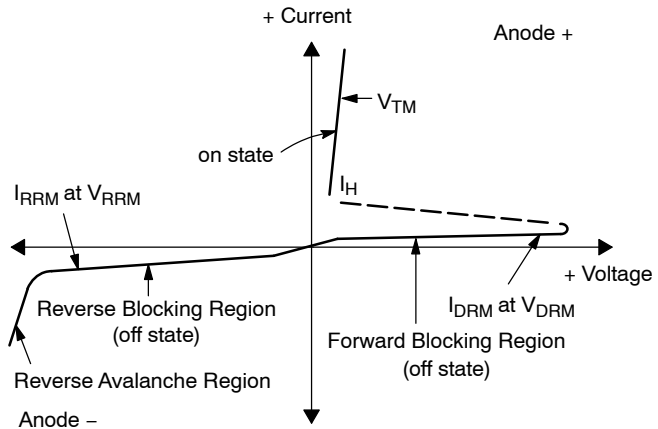 + Current
Anode +
V_TM
on state
I_H
I_RRM at V_RRM
+ Voltage
I_DRM at V_DRM
Reverse Blocking Region
(off state)
Forward Blocking Region
(off state)
Reverse Avalanche Region
Anode −